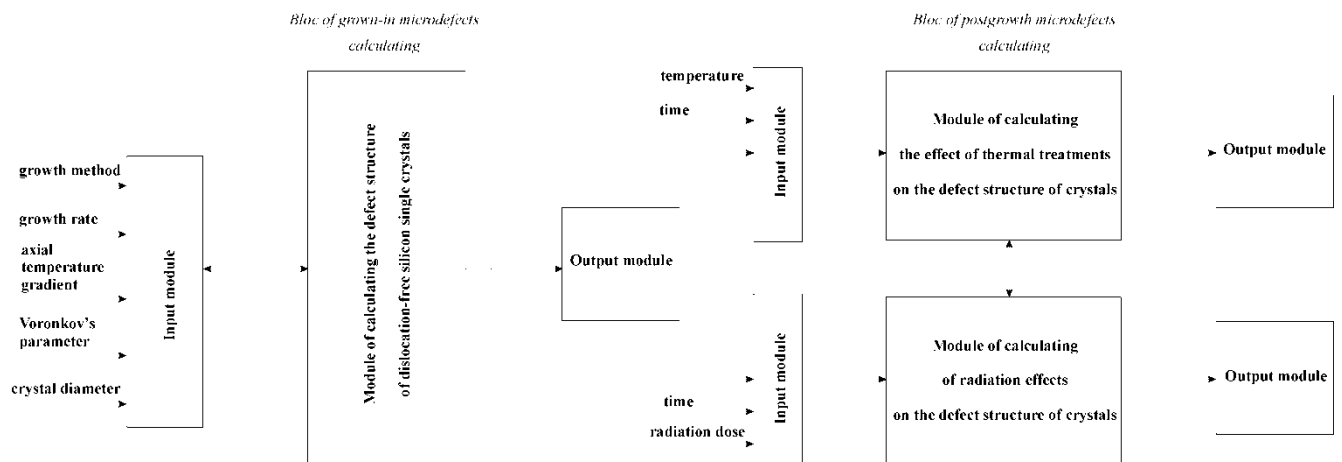 Bloc of grown-in microdefects
calculating
growth method
growth rate
axial
temperature
gradient
Voronkov's
parameter
crystal diameter
Input module
Module of calculating the defect structure
of dislocation-free silicon single crystals
Output module
Bloc of postgrowth microdefects
calculating
temperature
time
Input module
Module of calculating
the effect of thermal treatments
on the defect structure of crystals
Output module
time
radiation dose
Input module
Module of calculating
of radiation effects
on the defect structure of crystals
Output module